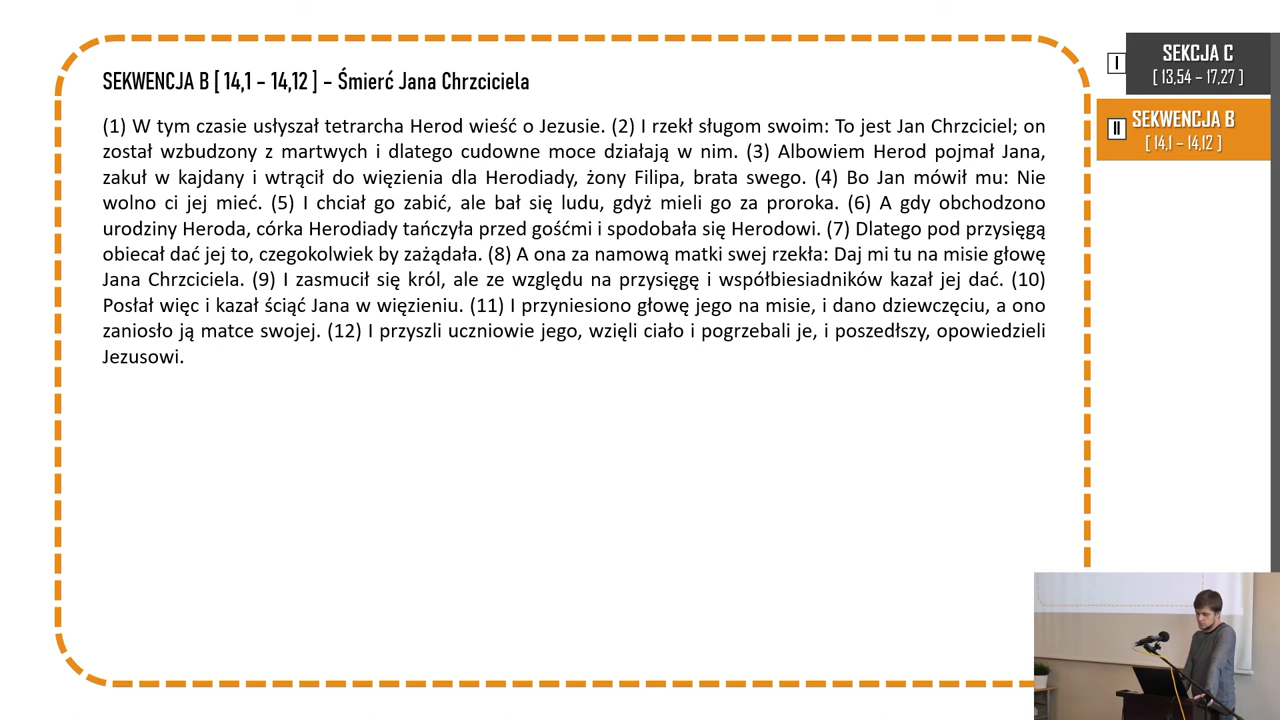 SEKWENCJA B [ 14,1 – 14,12 ] – Śmierć Jana Chrzciciela
(1) W tym czasie usłyszał tetrarcha Herod wieść o Jezusie. (2) I rzekł sługom swoim: To jest Jan Chrzciciel; on
został wzbudzony z martwych i dlatego cudowne moce działają w nim. (3) Albowiem Herod pojmał Jana,
zakuł w kajdany i wtrącił do więzienia dla Herodiady, żony Filipa, brata swego. (4) Bo Jan mówił mu: Nie
wolno ci jej mieć. (5) I chciał go zabić, ale bał się ludu, gdyż mieli go za proroka. (6) A gdy obchodzono
urodziny Heroda, córka Herodiady tańczyła przed gośćmi i spodobała się Herodowi. (7) Dlatego pod przysięgą
obiecał dać jej to, czegokolwiek by zażądała. (8) A ona za namową matki swej rzekła: Daj mi tu na misie głowę
Jana Chrzciciela. (9) I zasmucił się król, ale ze względu na przysięgę i współbiesiadników kazał jej dać. (10)
Posłał więc i kazał ściąć Jana w więzieniu. (11) I przyniesiono głowę jego na misie, i dano dziewczęciu, a ono
zaniosło ją matce swojej. (12) I przyszli uczniowie jego, wzięli ciało i pogrzebali je, i poszedłszy, opowiedzieli
Jezusowi.
I
SEKCJA C
[ 13,54 – 17,27 ]
II
SEKWENCJA B
[ 14,1 – 14,12 ]